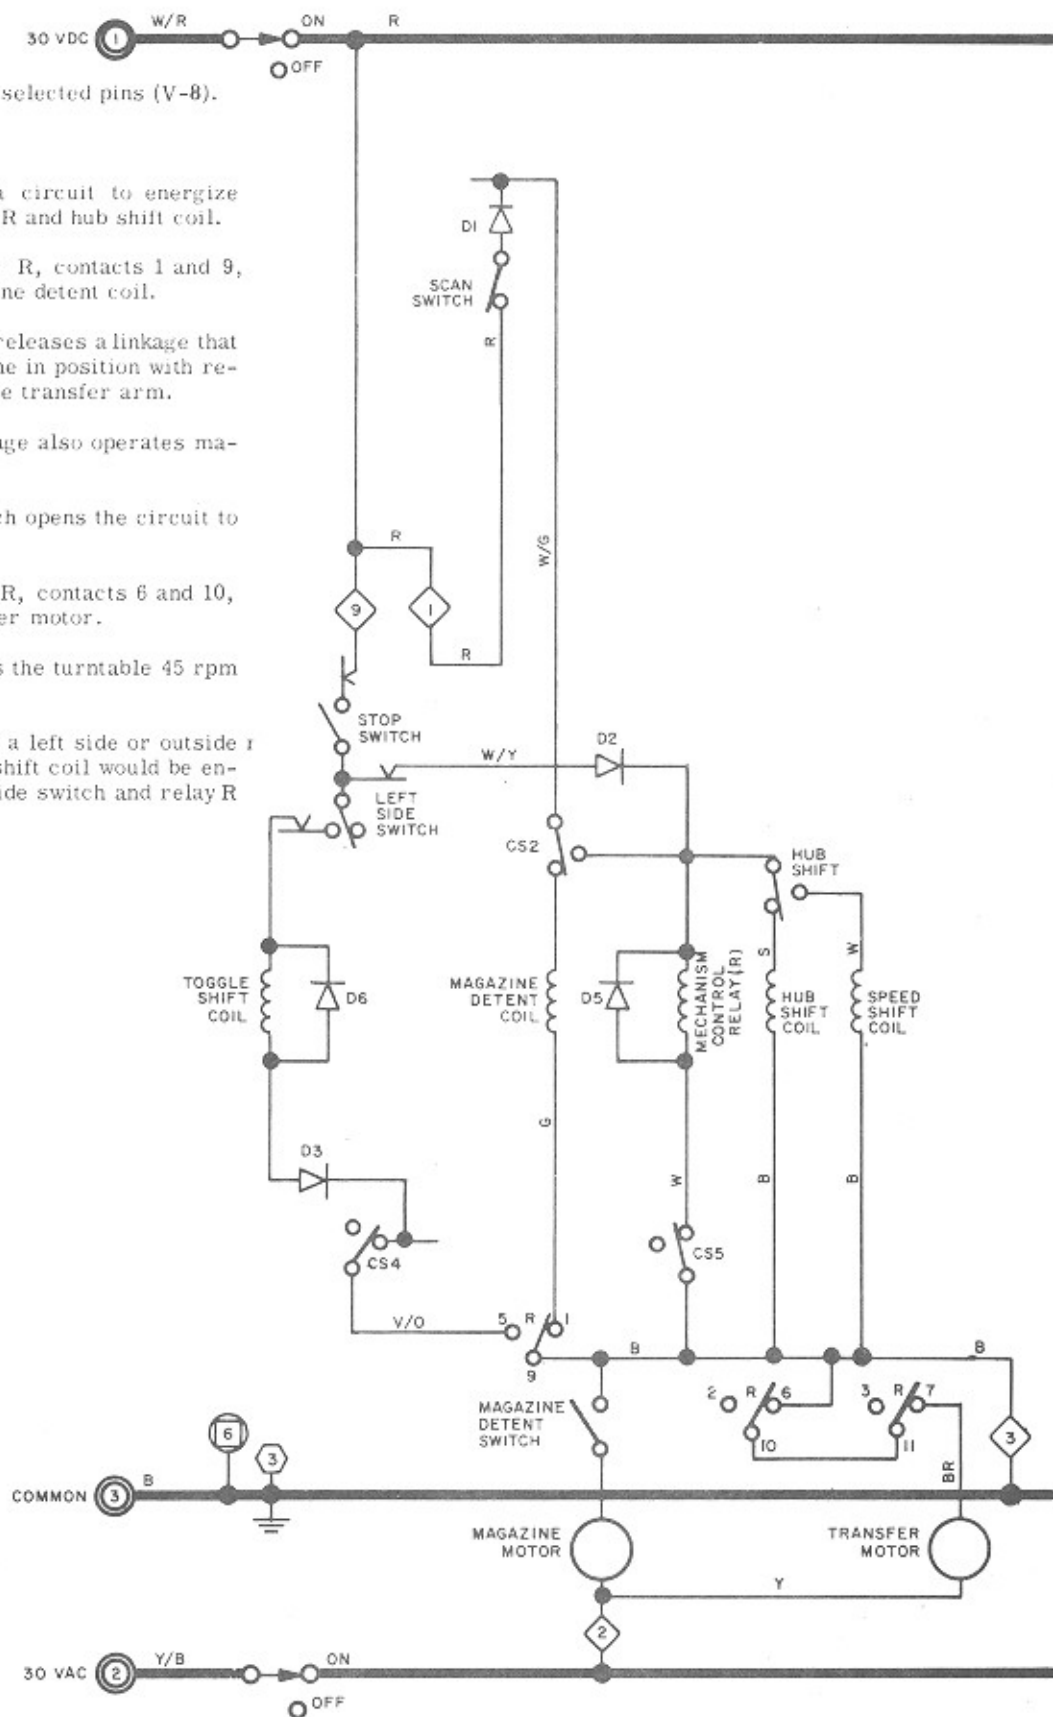 W/R ON R
30 VDC 1
OFF
selected pins (V-8).
a circuit to energize
R and hub shift coil.
D1
R, contacts 1 and 9,
ne detent coil.
SCAN
SWITCH
releases a linkage that
ne in position with re-
e transfer arm.
R
age also operates ma-
ch opens the circuit to
R
W/G
R, contacts 6 and 10,
er motor.
9 1
R
s the turntable 45 rpm
STOP
SWITCH
a left side or outside r
shift coil would be en-
ide switch and relay R
W/Y
D2
LEFT
SIDE
SWITCH
CS2
HUB
SHIFT
S W
TOGGLE
SHIFT
COIL
D6
MAGAZINE
DETENT
COIL
D5
MECHANISM
CONTROL
RELAY (R)
HUB
SHIFT
COIL
SPEED
SHIFT
COIL
G
D3
W B B
CS4
CS5
V/O
5 R 1
9
B B
2 R 6
3 R 7
MAGAZINE
DETENT
SWITCH
10 11
6
3
3
BR
B
COMMON 3
MAGAZINE
MOTOR
TRANSFER
MOTOR
Y
2
Y/B ON
30 VAC 2
OFF